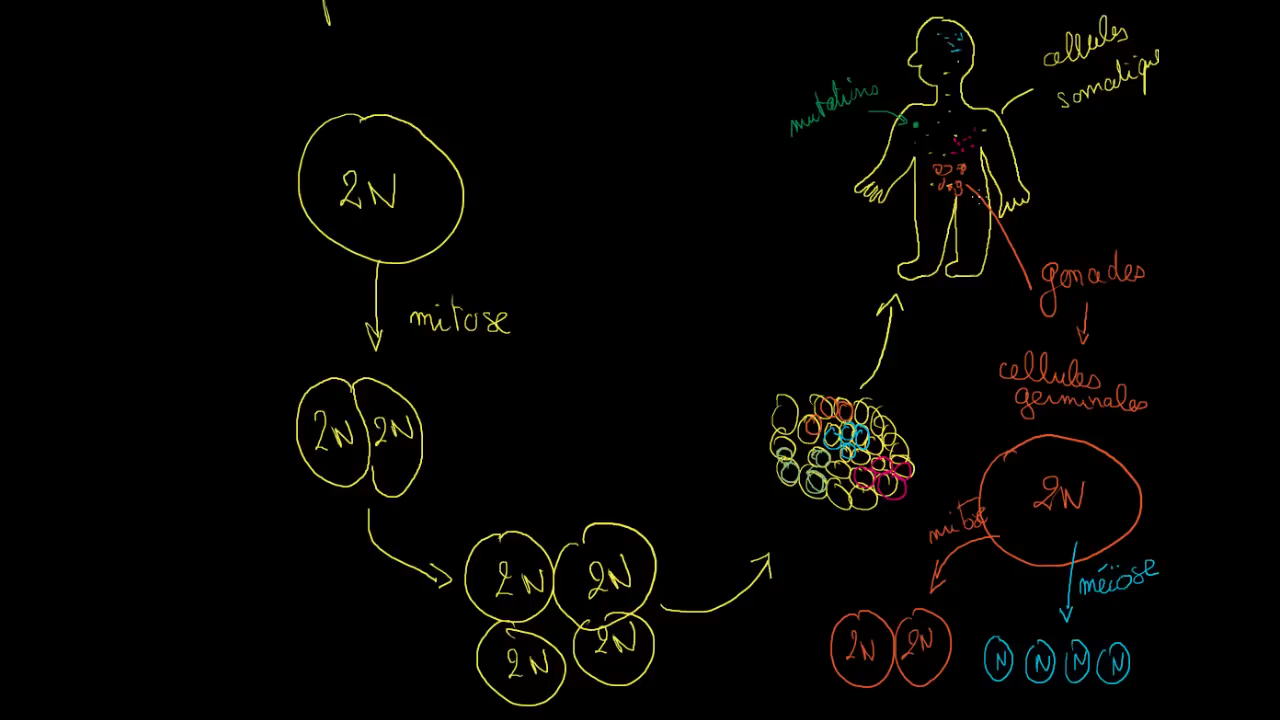 2N
mitose
2N 2N
2N 2N
2N 2N
mutations
cellules
somatique
gonades
cellules
germinales
2N
mitose
méiose
2N 2N
N N N N